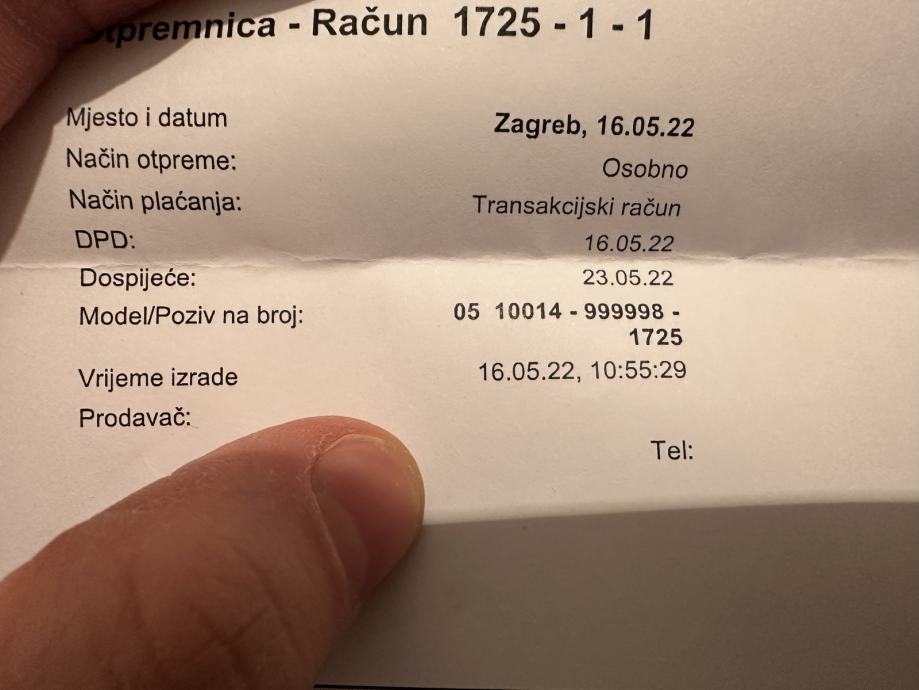 Otpremnica - Račun 1725 - 1 - 1
Mjesto i datum Zagreb, 16.05.22
Način otpreme: Osobno
Način plaćanja: Transakcijski račun
DPD: 16.05.22
Dospijeće: 23.05.22
Model/Poziv na broj: 05 10014 - 999998 -
1725
Vrijeme izrade 16.05.22, 10:55:29
Prodavač:
Tel: